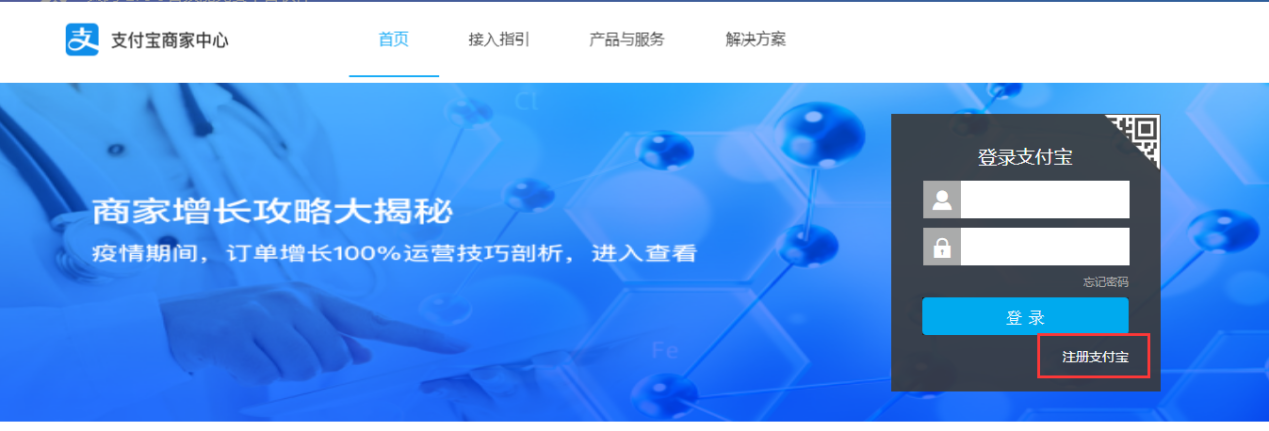 支付宝商家中心
首页
接入指引
产品与服务
解决方案
Ct
登录支付宝
商家增长攻略大揭秘
疫情期间，订单增长100%运营技巧剖析，进入查看
忘记密码
登 录
Fe
注册支付宝